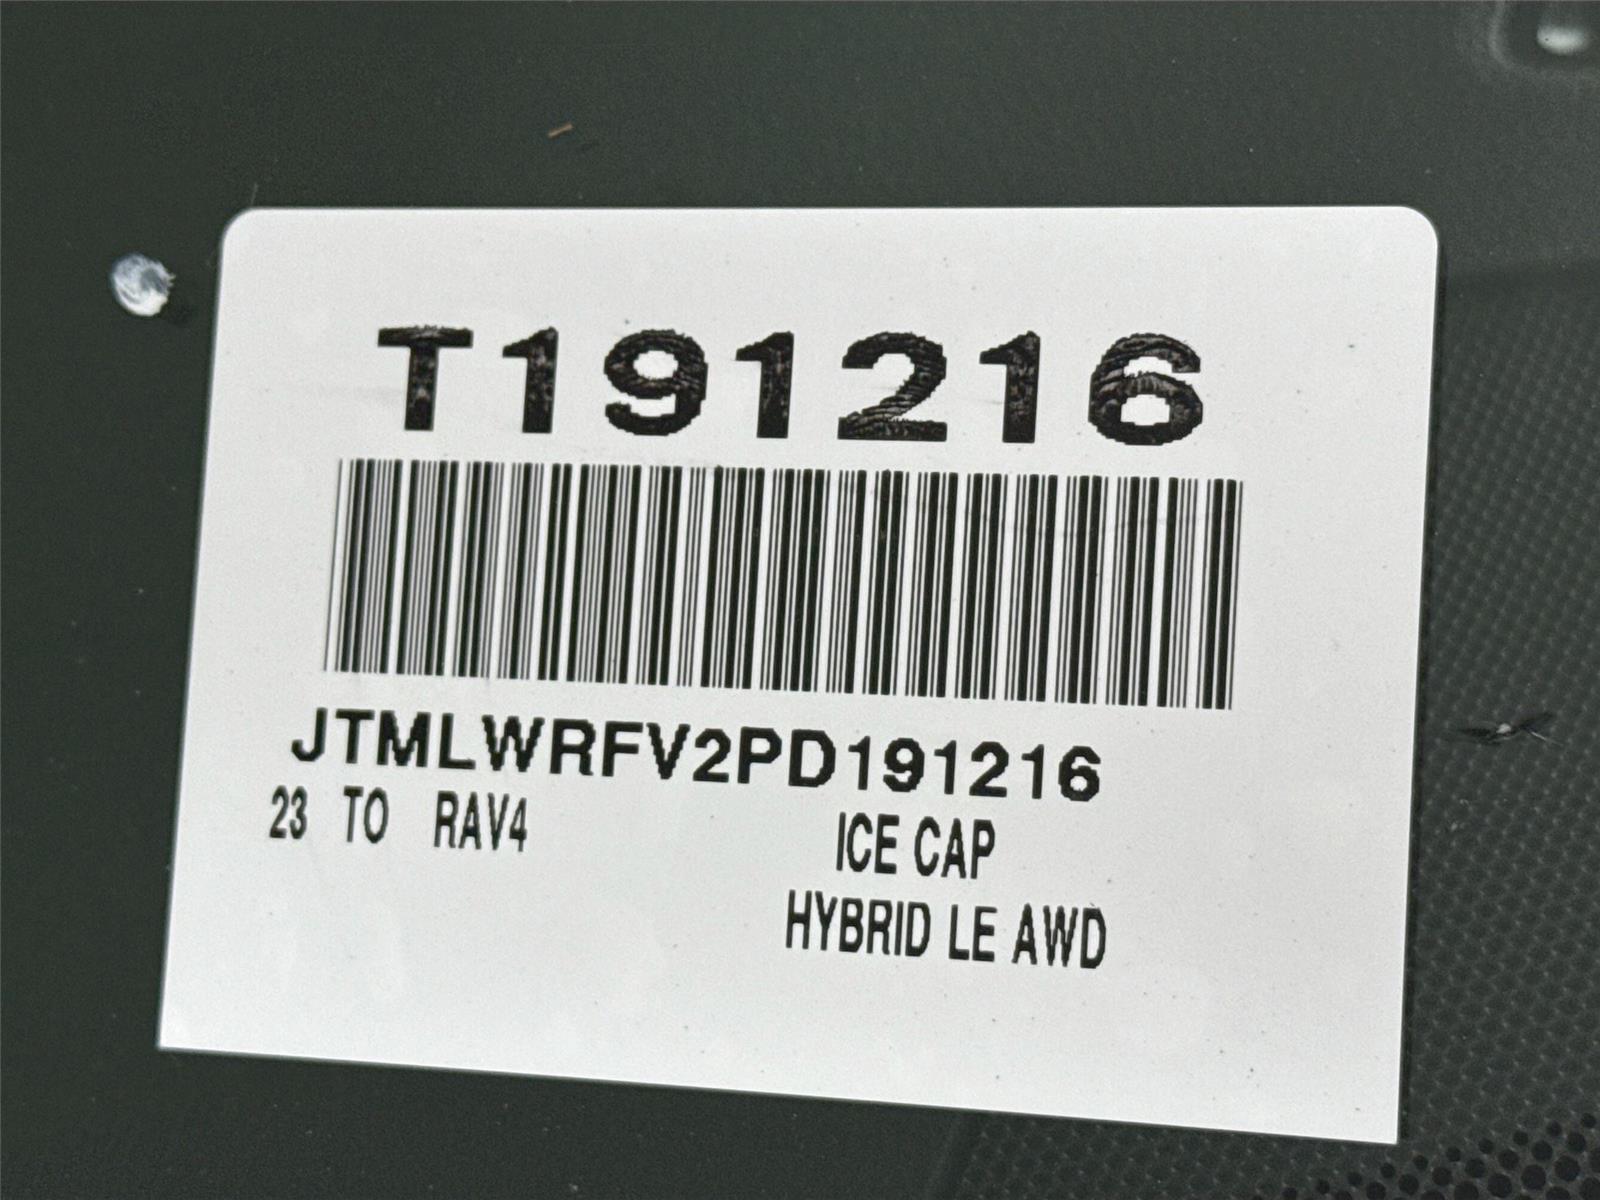 T191216
JTMLWRFV2PD191216
23 TO RAV4 ICE CAP
HYBRID LE AWD